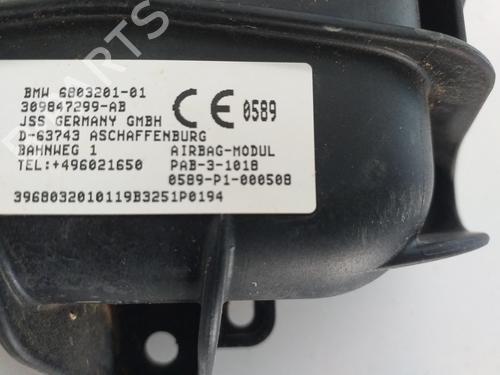 BMW 6803201-01
309847299-AB
JSS GERMANY GMBH
D-63743 ASCHAFFENBURG
BAHNWEG 1
TEL:+496021650
CE 0589
AIRBAG-MODUL
PAB-3-1018
0589-P1-000508
3968032010119B3251P0194